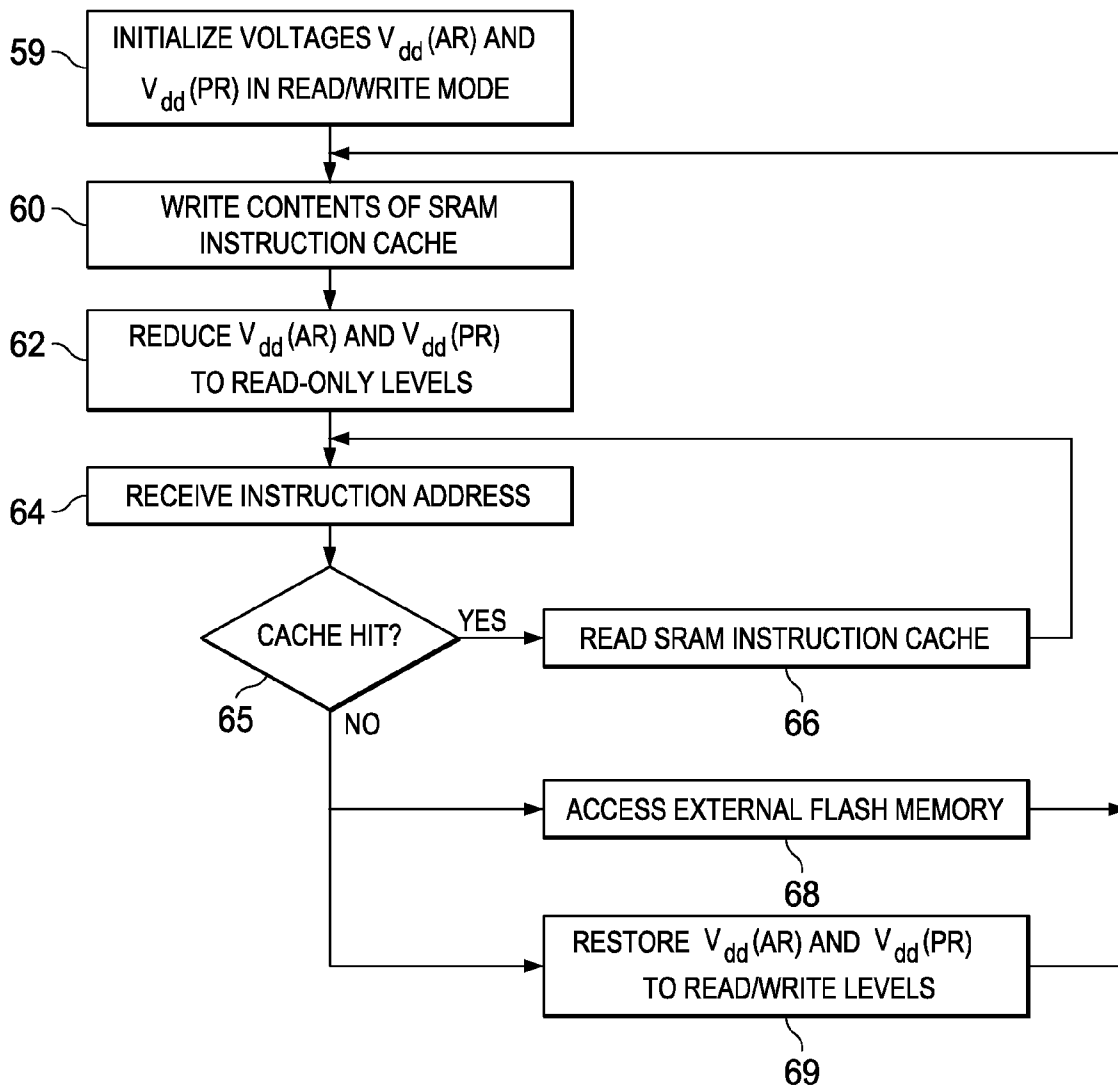 59
INITIALIZE VOLTAGES Vdd(AR) AND
Vdd(PR) IN READ/WRITE MODE
60
WRITE CONTENTS OF SRAM
INSTRUCTION CACHE
62
REDUCE Vdd(AR) AND Vdd(PR)
TO READ-ONLY LEVELS
64
RECEIVE INSTRUCTION ADDRESS
CACHE HIT?
YES
READ SRAM INSTRUCTION CACHE
65
NO
66
ACCESS EXTERNAL FLASH MEMORY
68
RESTORE Vdd(AR) AND Vdd(PR)
TO READ/WRITE LEVELS
69